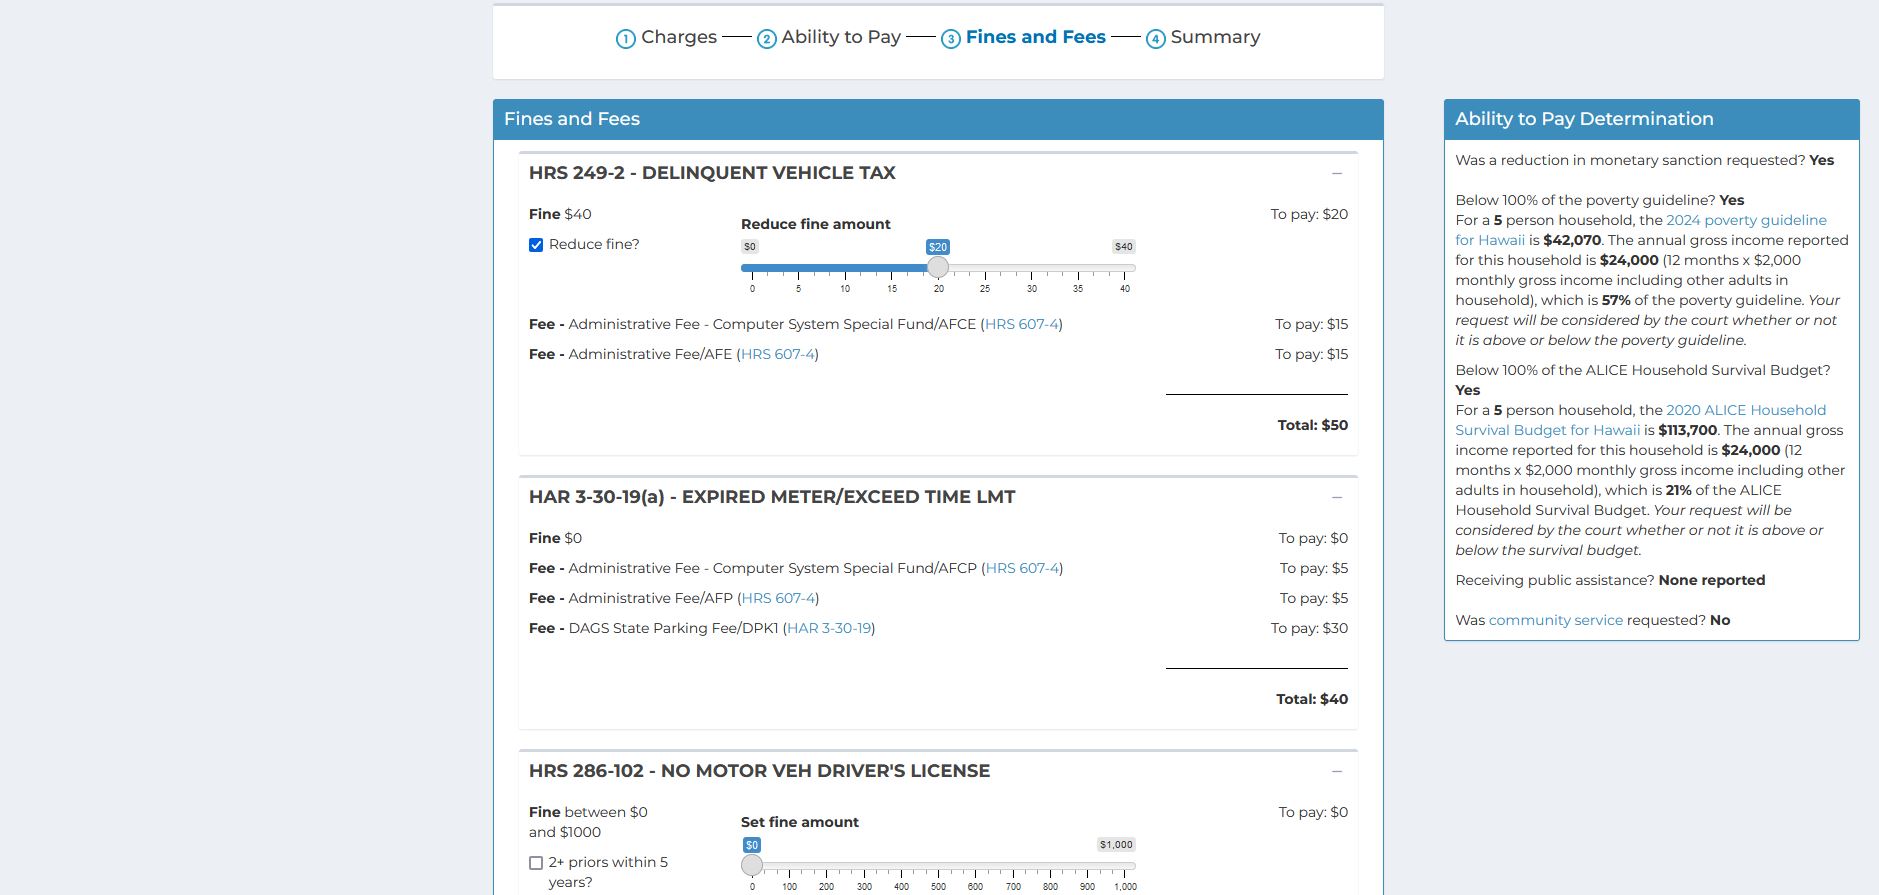 1 Charges 2 Ability to Pay 3 Fines and Fees 4 Summary
Fines and Fees
HRS 249-2 - DELINQUENT VEHICLE TAX
Fine $40
Reduce fine?
Reduce fine amount
$0 $20 $40
0 5 10 15 20 25 30 35 40
To pay: $20
Fee - Administrative Fee - Computer System Special Fund/AFCE (HRS 607-4) To pay: $15
Fee - Administrative Fee/AFE (HRS 607-4) To pay: $15
Total: $50
HAR 3-30-19(a) - EXPIRED METER/EXCEED TIME LMT
Fine $0 To pay: $0
Fee - Administrative Fee - Computer System Special Fund/AFCP (HRS 607-4) To pay: $5
Fee - Administrative Fee/AFP (HRS 607-4) To pay: $5
Fee - DAGS State Parking Fee/DPK1 (HAR 3-30-19) To pay: $30
Total: $40
HRS 286-102 - NO MOTOR VEH DRIVER'S LICENSE
Fine between $0
and $1000
2+ priors within 5
years?
Set fine amount
$0 $1,000
0 100 200 300 400 500 600 700 800 900 1,000
To pay: $0
Ability to Pay Determination
Was a reduction in monetary sanction requested? Yes
Below 100% of the poverty guideline? Yes
For a 5 person household, the 2024 poverty guideline
for Hawaii is $42,070. The annual gross income reported
for this household is $24,000 (12 months x $2,000
monthly gross income including other adults in
household), which is 57% of the poverty guideline. Your
request will be considered by the court whether or not
it is above or below the poverty guideline.
Below 100% of the ALICE Household Survival Budget?
Yes
For a 5 person household, the 2020 ALICE Household
Survival Budget for Hawaii is $113,700. The annual gross
income reported for this household is $24,000 (12
months x $2,000 monthly gross income including other
adults in household), which is 21% of the ALICE
Household Survival Budget. Your request will be
considered by the court whether or not it is above or
below the survival budget.
Receiving public assistance? None reported
Was community service requested? No